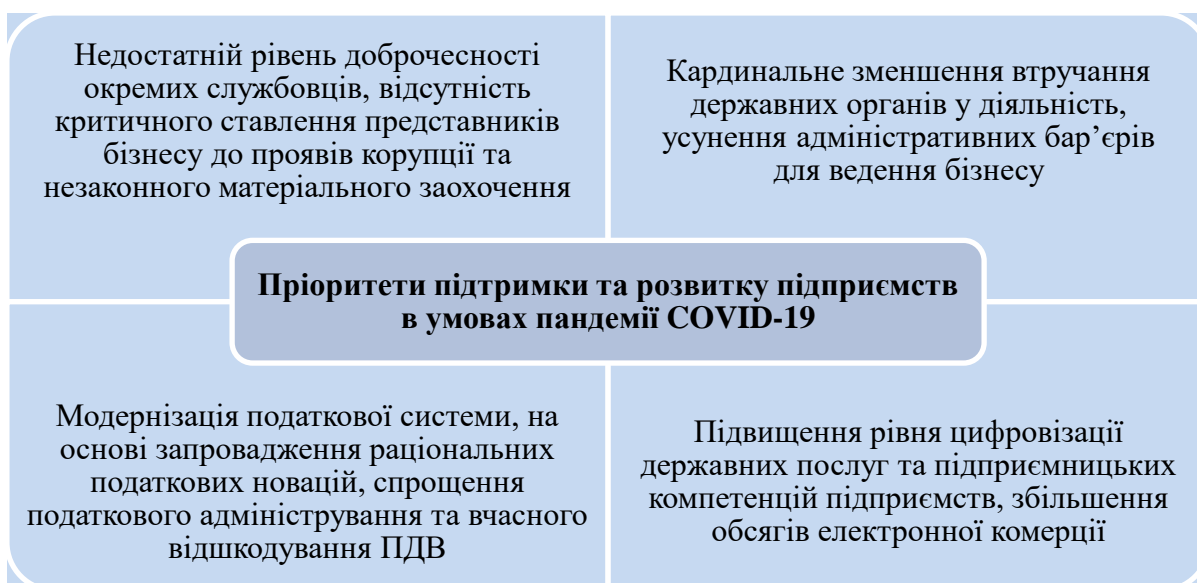 Недостатній рівень доброчесності
окремих службовців, відсутність
критичного ставлення представників
бізнесу до проявів корупції та
незаконного матеріального заохочення
Кардинальне зменшення втручання
державних органів у діяльність,
усунення адміністративних бар’єрів
для ведення бізнесу
Пріоритети підтримки та розвитку підприємств
в умовах пандемії COVID-19
Модернізація податкової системи, на
основі запровадження раціональних
податкових новацій, спрощення
податкового адміністрування та вчасного
відшкодування ПДВ
Підвищення рівня цифровізації
державних послуг та підприємницьких
компетенцій підприємств, збільшення
обсягів електронної комерції